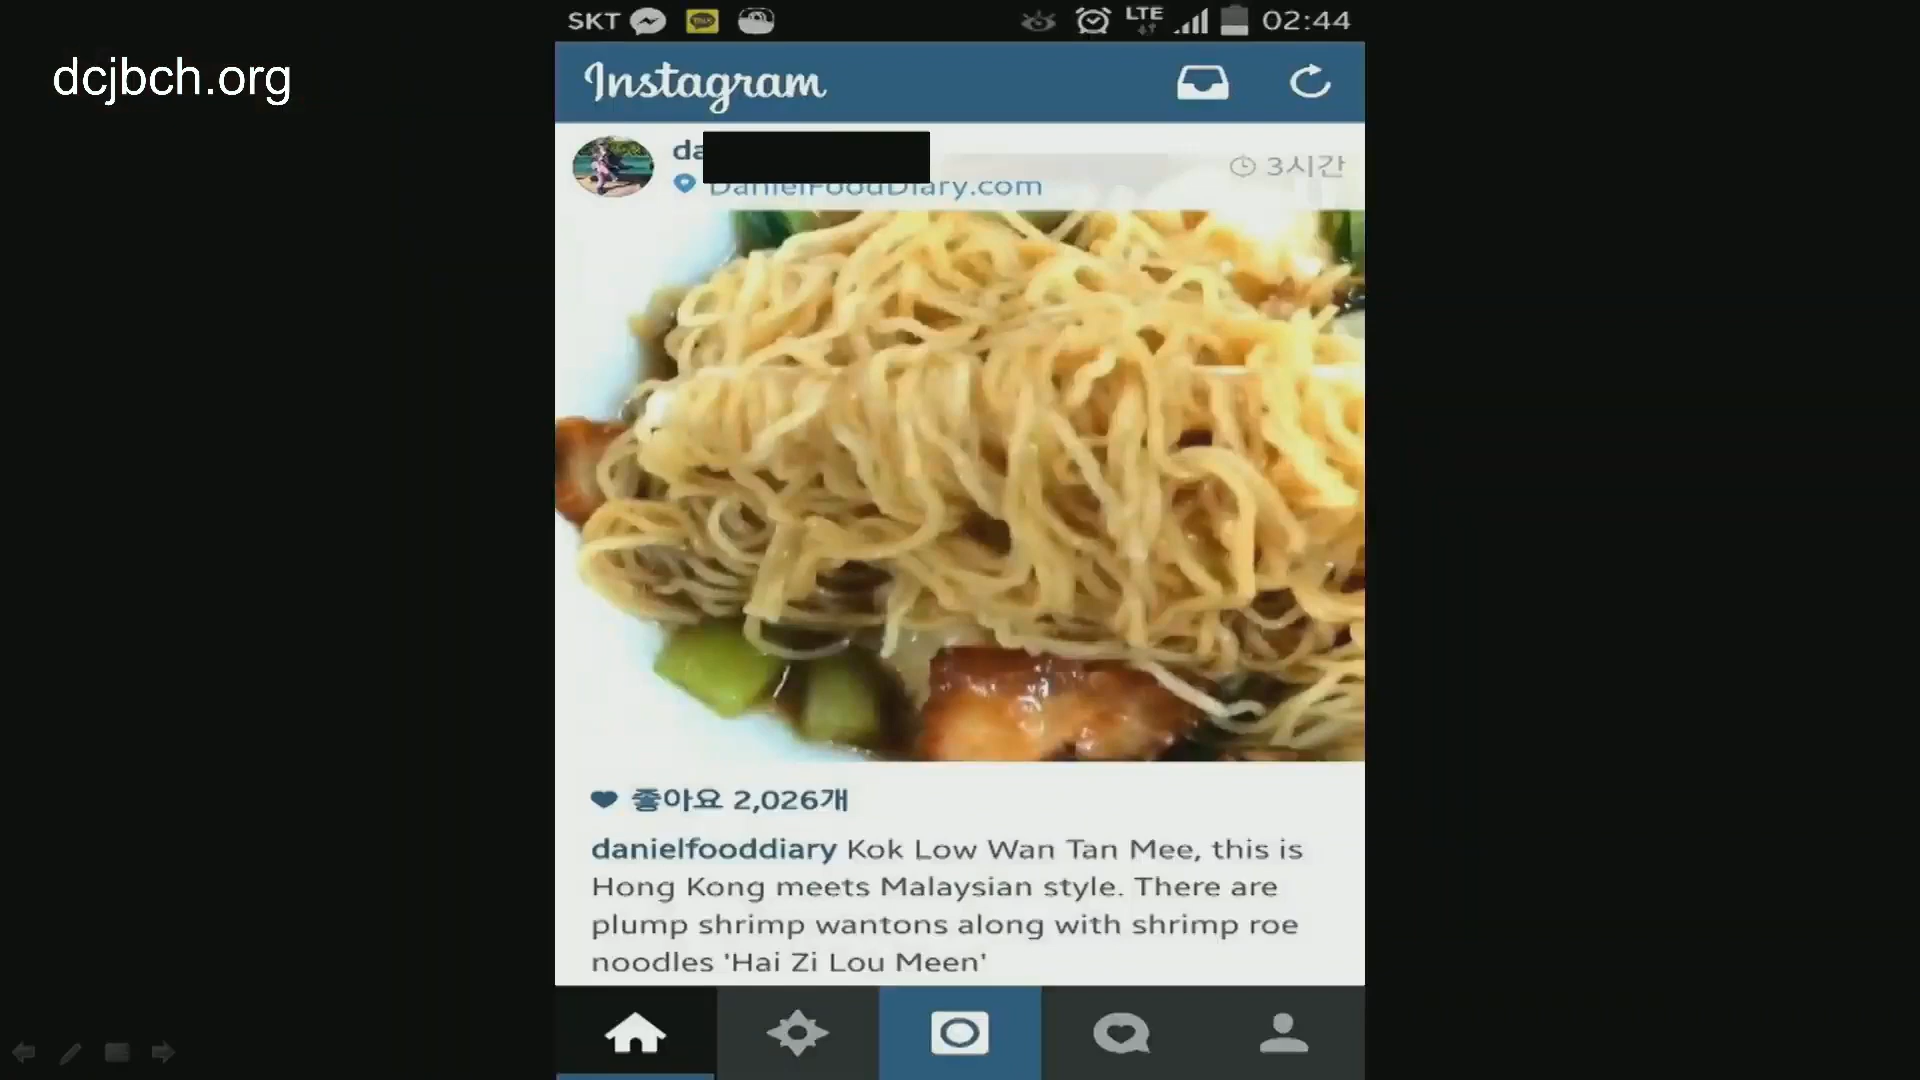 SKT LTE 02:44
dcjbch.org
Instagram
da
3시간
DanielFoodDiary.com
좋아요 2,026개
danielfooddiary Kok Low Wan Tan Mee, this is
Hong Kong meets Malaysian style. There are
plump shrimp wantons along with shrimp roe
noodles 'Hai Zi Lou Meen'